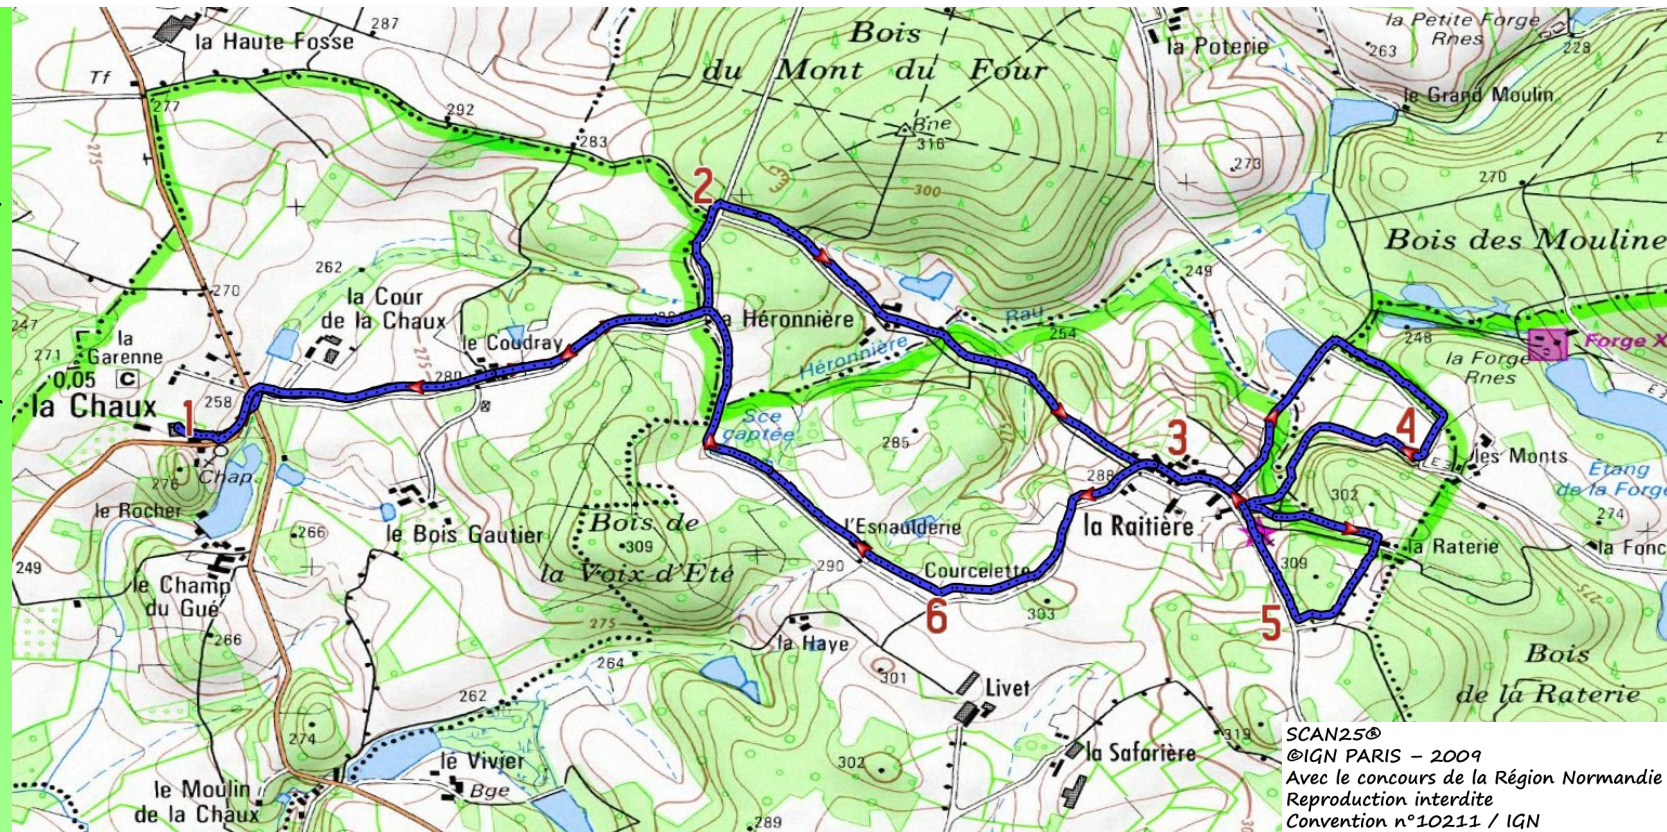 la Haute Fosse
287
Bois
du Mont du Four
la Poterie
la Petite Forge
Rnes
263
228
Tf
277
292
283
Bne
316
le Grand Moulin
275
2
300
273
270
Bois des Mouline
262
270
249
la Cour
de la Chaux
Rau
254
247
la
Garenne
271
0,05
C
le Coudray
Héronnière
Héronnière
248
la Forge
Rnes
Forge X
275
280
la Chaux
258
1
Sce
captée
285
3
4
les Monts
E3
Chap
276
288
302
Étang
de la Forge
le Rocher
266
le Bois Gautier
Bois de
309
la Voix d'Eté
l'Esnaulderie
la Raitière
274
la Raterie
la Fonc
249
le Champ
du Gué
290
Courcelette
309
266
275
303
6
5
275
264
la Haye
301
Bois
de la Raterie
262
Livet
274
le Vivier
Bge
302
la Safarière
319
le Moulin
de la Chaux
289
SCAN25®
©IGN PARIS – 2009
Avec le concours de la Région Normandie
Reproduction interdite
Convention n°10211 / IGN